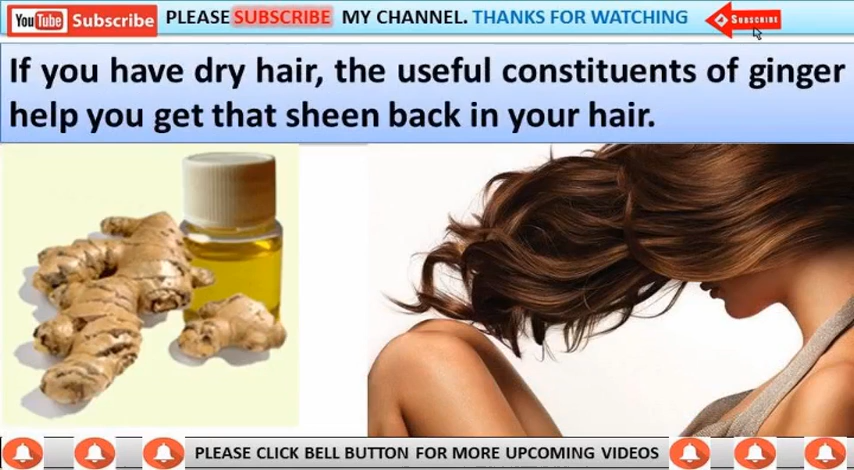 YouTube Subscribe PLEASE SUBSCRIBE MY CHANNEL. THANKS FOR WATCHING SUBSCRIBE
If you have dry hair, the useful constituents of ginger
help you get that sheen back in your hair.
PLEASE CLICK BELL BUTTON FOR MORE UPCOMING VIDEOS